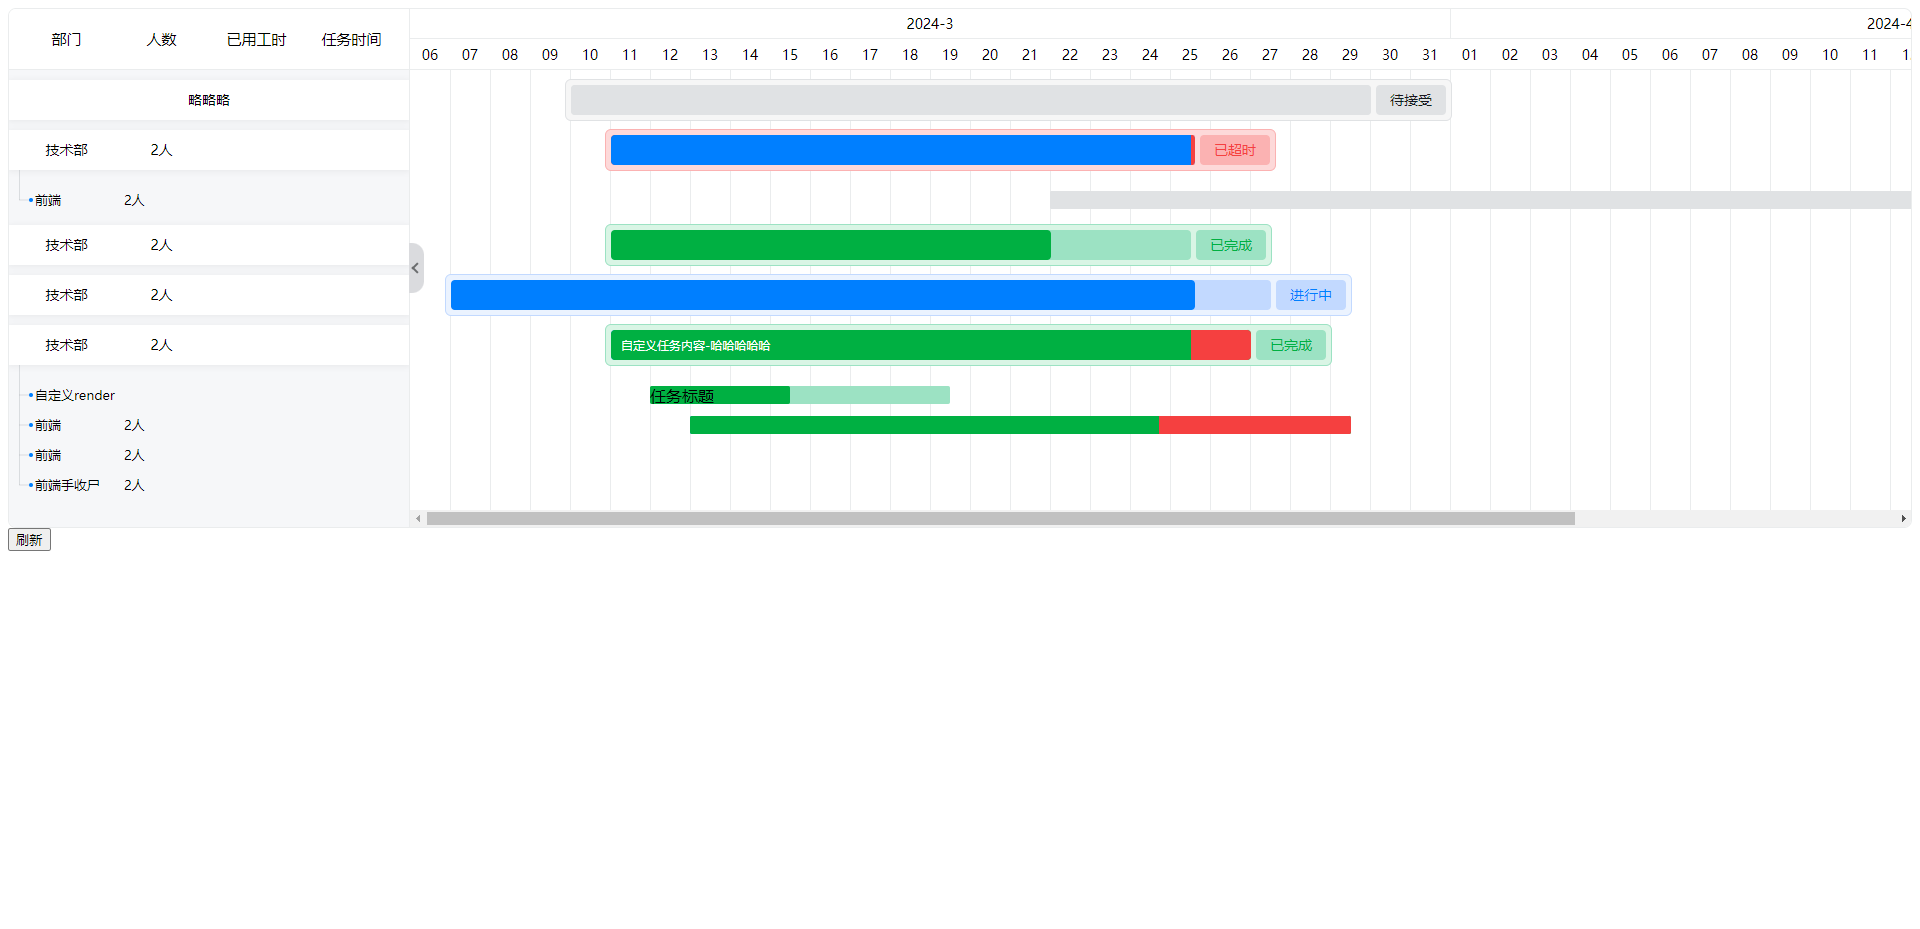 部门 人数 已用工时 任务时间
2024-3 2024-4
06 07 08 09 10 11 12 13 14 15 16 17 18 19 20 21 22 23 24 25 26 27 28 29 30 31 01 02 03 04 05 06 07 08 09 10 11
略略略 待接受
技术部 2人 已超时
前端 2人
技术部 2人 已完成
技术部 2人 进行中
技术部 2人 自定义任务内容-哈哈哈哈哈 已完成
自定义render 任务标题
前端 2人
前端 2人
前端手收尸 2人
刷新